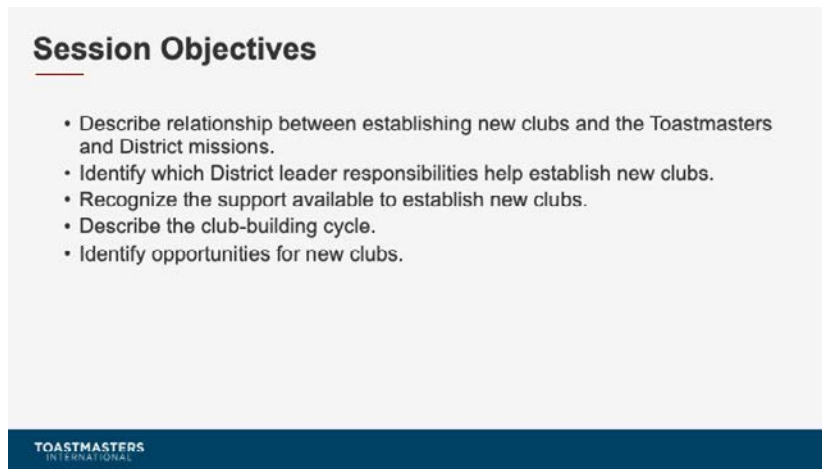 Session Objectives
• Describe relationship between establishing new clubs and the Toastmasters
and District missions.
• Identify which District leader responsibilities help establish new clubs.
• Recognize the support available to establish new clubs.
• Describe the club-building cycle.
• Identify opportunities for new clubs.
TOASTMASTERS
INTERNATIONAL